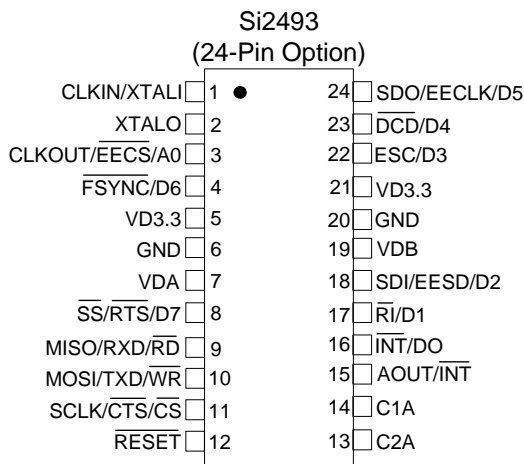 Si2493
(24-Pin Option)
CLKIN/XTALI 1 24 SDO/EECLK/D5
XTALO 2 23 DCD/D4
CLKOUT/EECS/A0 3 22 ESC/D3
FSYNC/D6 4 21 VD3.3
VD3.3 5 20 GND
GND 6 19 VDB
VDA 7 18 SDI/EESD/D2
SS/RTS/D7 8 17 RI/D1
MISO/RXD/RD 9 16 INT/DO
MOSI/TXD/WR 10 15 AOUT/INT
SCLK/CTS/CS 11 14 C1A
RESET 12 13 C2A